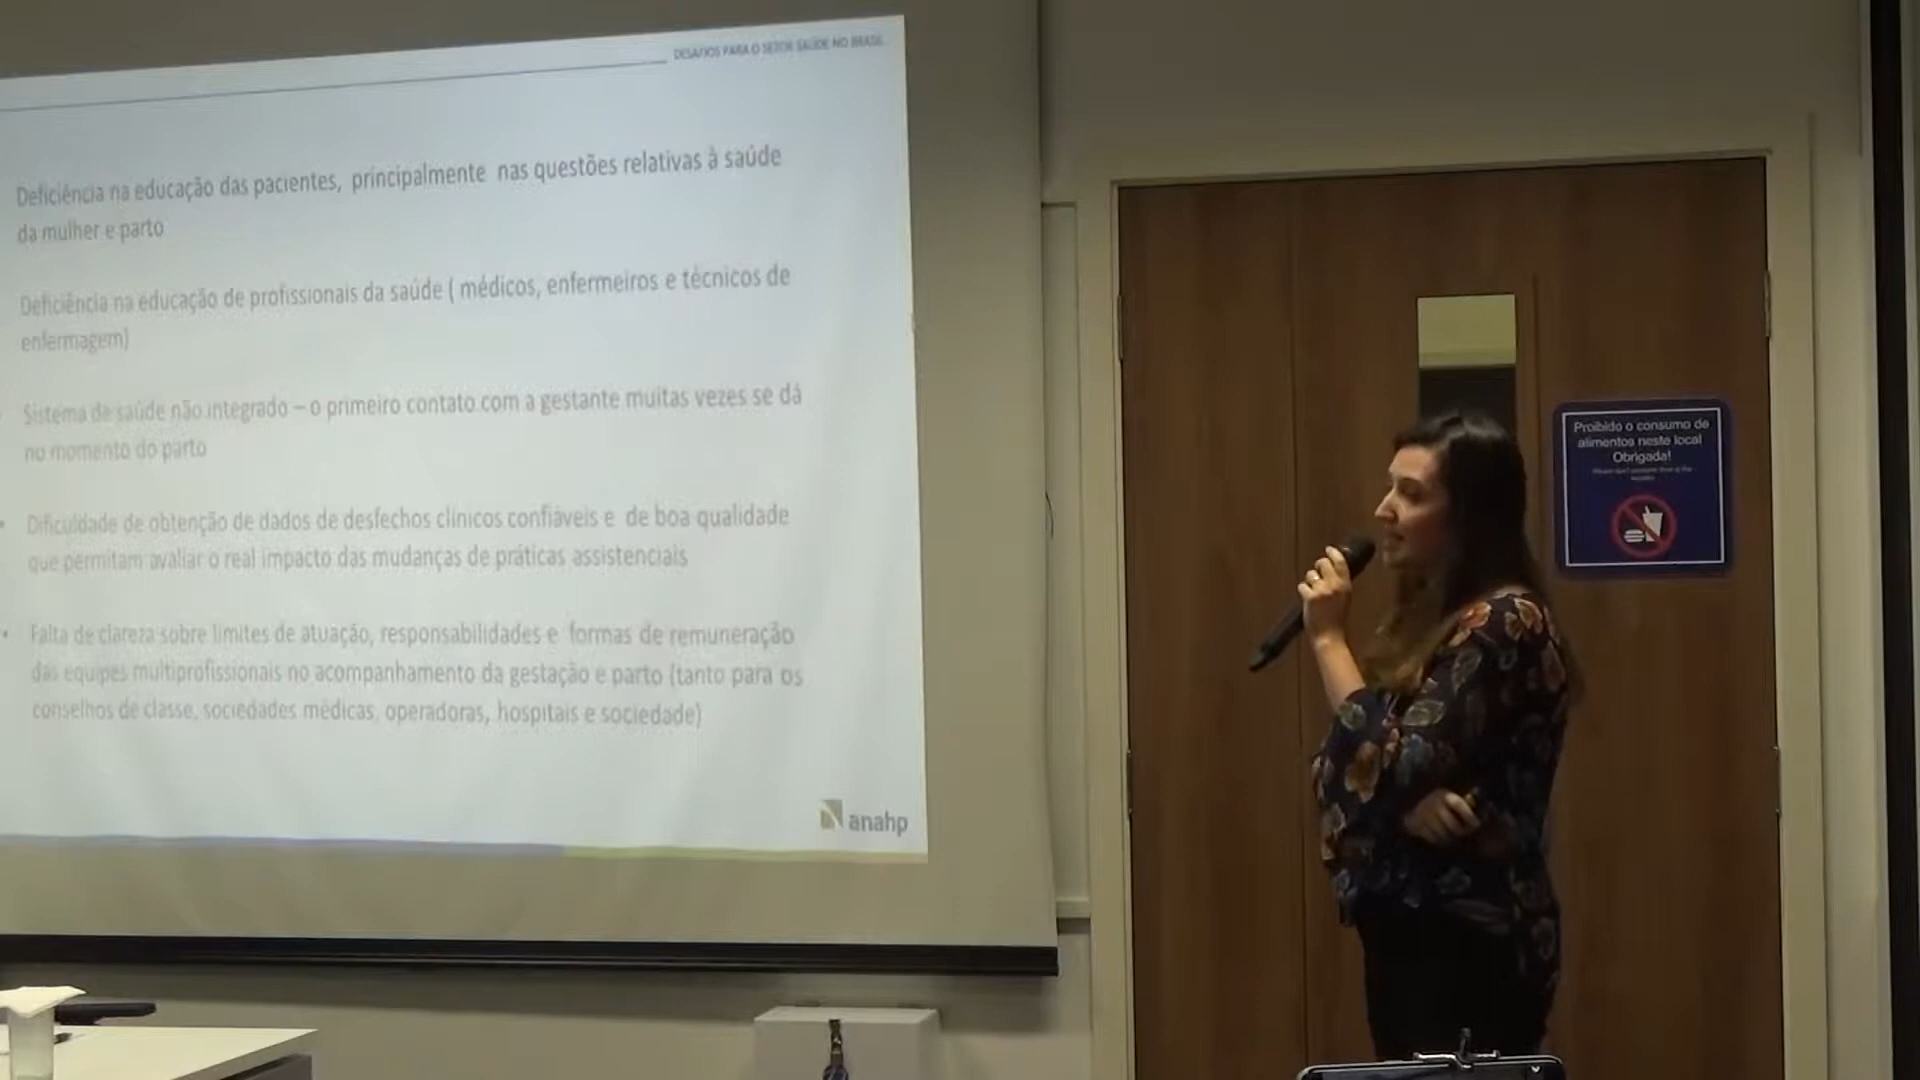 DESAFIOS PARA O SETOR SAÚDE NO BRASIL
Deficiência na educação das pacientes, principalmente nas questões relativas à saúde
da mulher e parto
Deficiência na educação de profissionais da saúde ( médicos, enfermeiros e técnicos de
enfermagem)
Sistema de saúde não integrado – o primeiro contato com a gestante muitas vezes se dá
no momento do parto
• Dificuldade de obtenção de dados de desfechos clínicos confiáveis e de boa qualidade
que permitam avaliar o real impacto das mudanças de práticas assistenciais
• Falta de clareza sobre limites de atuação, responsabilidades e formas de remuneração
das equipes multiprofissionais no acompanhamento da gestação e parto (tanto para os
conselhos de classe, sociedades médicas, operadoras, hospitais e sociedade)
anahp
Proibido o consumo de
alimentos neste local
Obrigada!